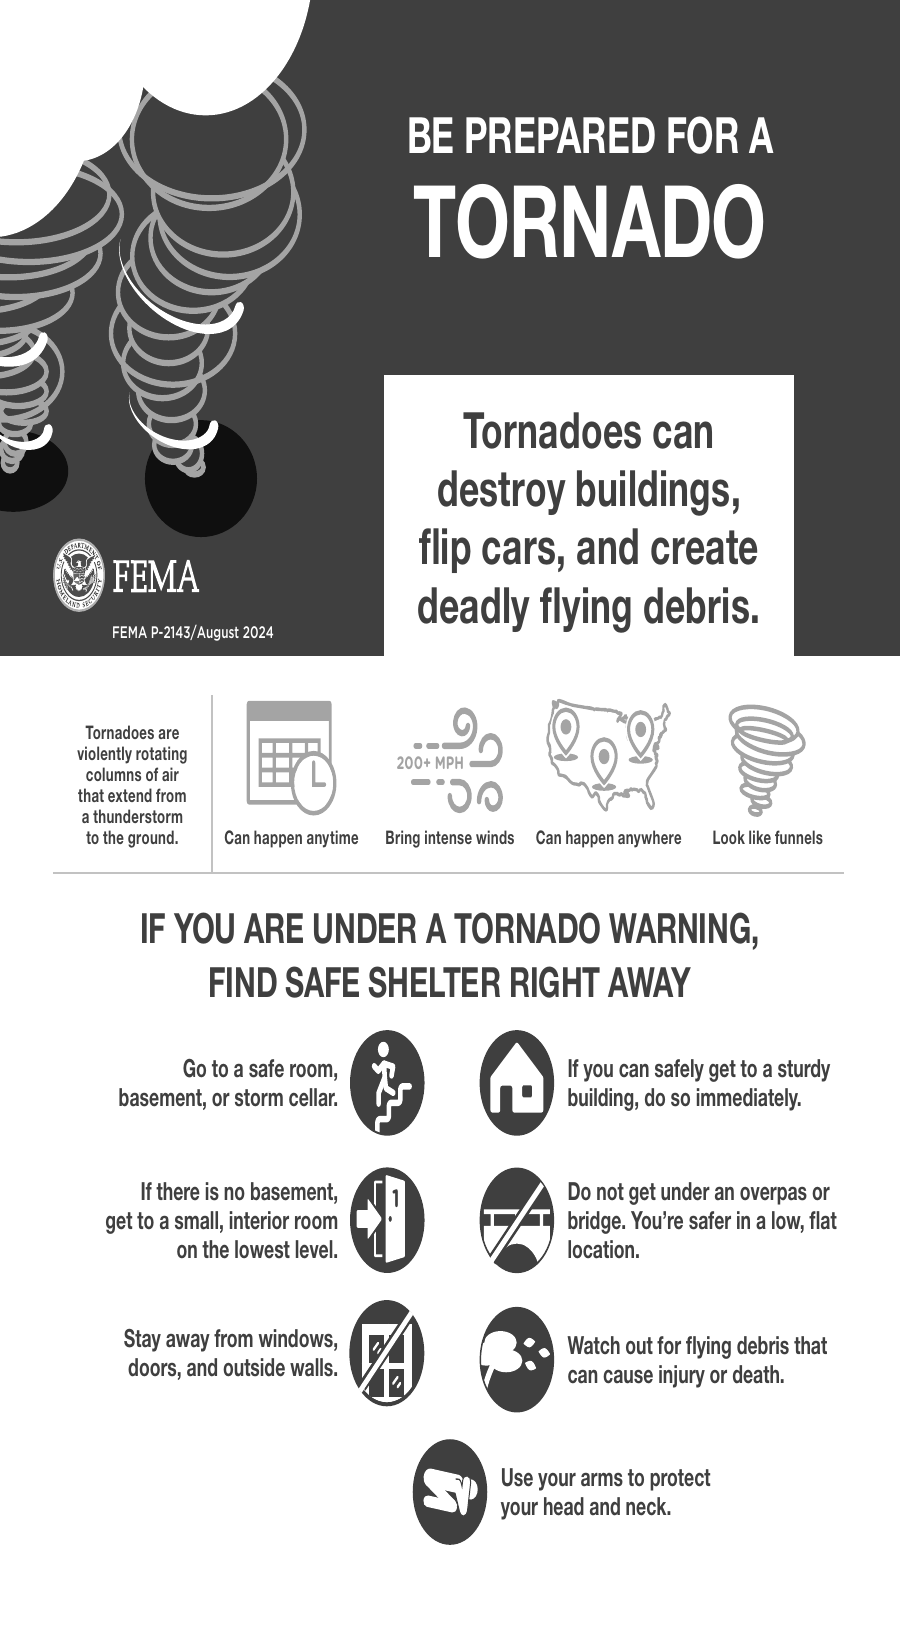 BE PREPARED FOR A
TORNADO
Tornadoes can
destroy buildings,
flip cars, and create
deadly flying debris.
U.S. DEPARTMENT OF
HOMELAND SECURITY
FEMA
FEMA P-2143/August 2024
Tornadoes are
violently rotating
columns of air
that extend from
a thunderstorm
to the ground.
Can happen anytime
200+ MPH
Bring intense winds
Can happen anywhere
Look like funnels
IF YOU ARE UNDER A TORNADO WARNING,
FIND SAFE SHELTER RIGHT AWAY
Go to a safe room,
basement, or storm cellar.
If you can safely get to a sturdy
building, do so immediately.
If there is no basement,
get to a small, interior room
on the lowest level.
Do not get under an overpas or
bridge. You’re safer in a low, flat
location.
Stay away from windows,
doors, and outside walls.
Watch out for flying debris that
can cause injury or death.
Use your arms to protect
your head and neck.